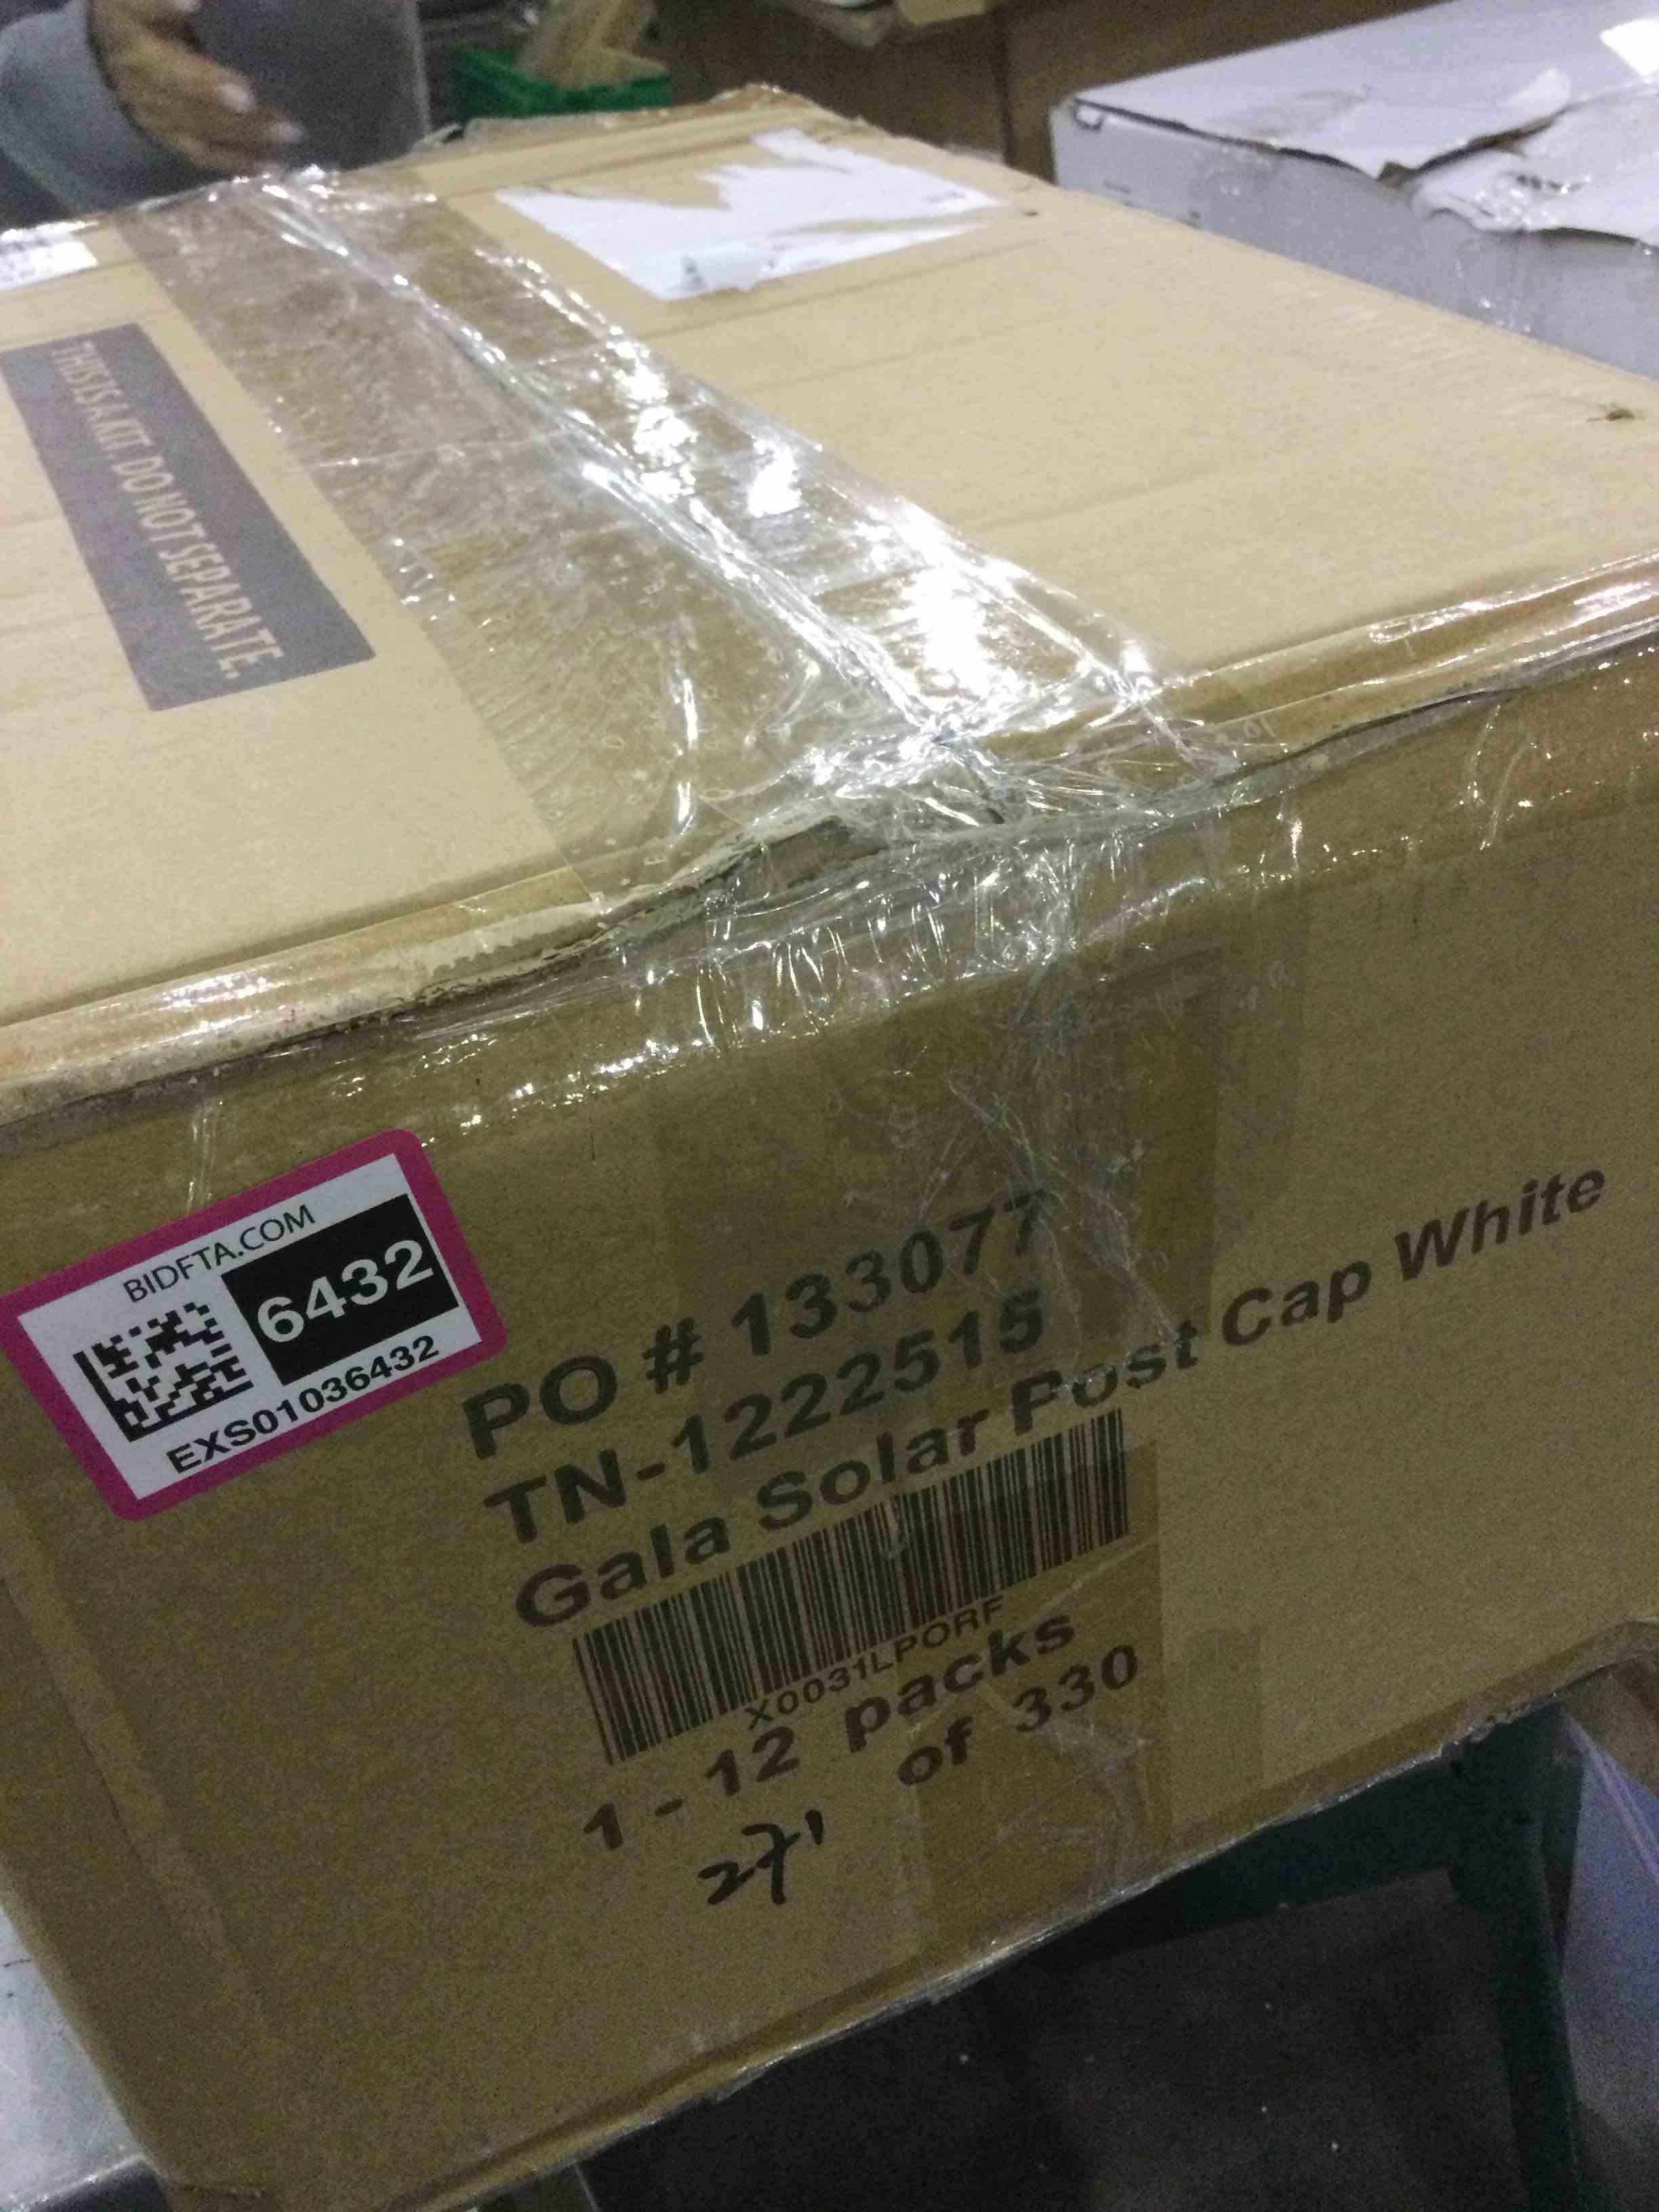 THIS IS A KIT. DO NOT SEPARATE.
BIDFTA.COM
6432
EXS01036432
PO # 133077
TN-1222515
Gala Solar Post Cap White
X0031LPORF
1 - 12 packs
271 of 330